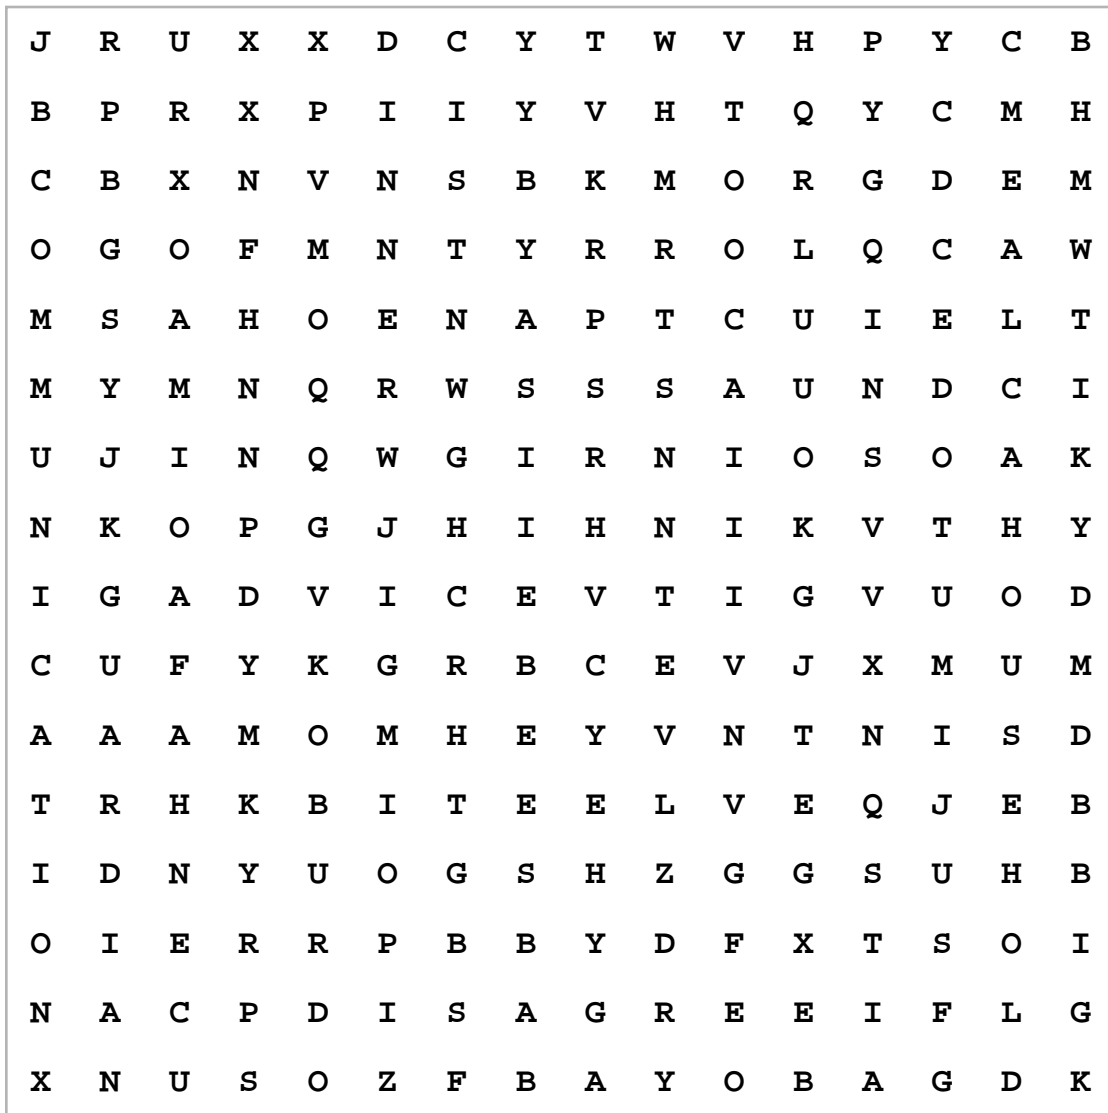 J R U X X D C Y T W V H P Y C B
B P R X P I I Y V H T Q Y C M H
C B X N V N S B K M O R G D E M
O G O F M N T Y R R O L Q C A W
M S A H O E N A P T C U I E L T
M Y M N Q R W S S S A U N D C I
U J I N Q W G I R N I O S O A K
N K O P G J H I H N I K V T H Y
I G A D V I C E V T I G V U O D
C U F Y K G R B C E V J X M U M
A A A M O M H E Y V N T N I S D
T R H K B I T E E L V E Q J E B
I D N Y U O G S H Z G G S U H B
O I E R R P B B Y D F X T S O I
N A C P D I S A G R E E I F L G
X N U S O Z F B A Y O B A G D K